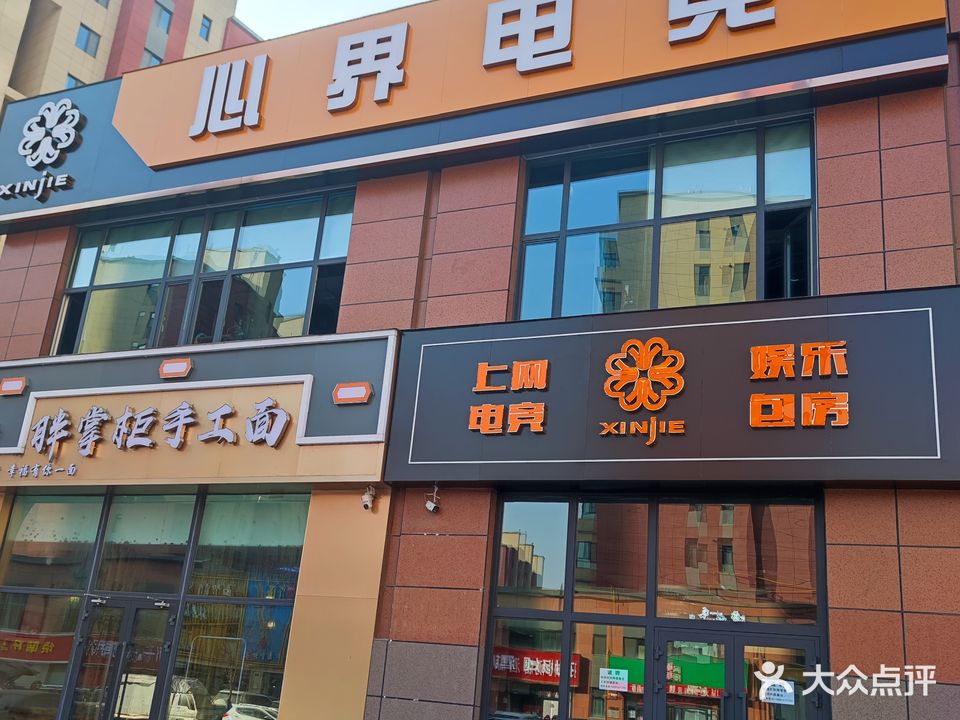 心界电竞
XINJIE
上网 娱乐
电竞 包房
XINJIE
胖掌柜手工面
幸福有你一面
大众点评